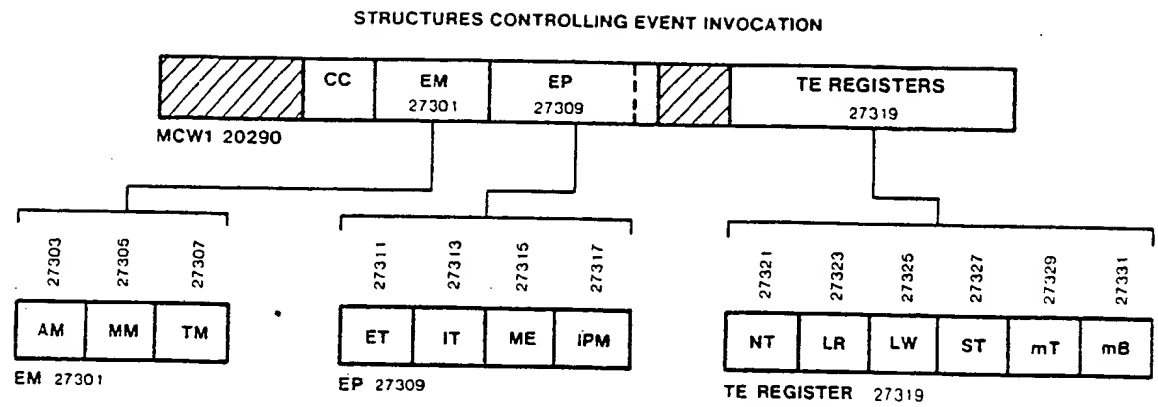 STRUCTURES CONTROLLING EVENT INVOCATION
CC EM EP TE REGISTERS
27301 27309 27319
MCW1 20290
27303 27305 27307 27311 27313 27315 27317 27321 27323 27325 27327 27329 27331
AM MM TM ET IT ME IPM NT LR LW ST mT mB
EM 27301 EP 27309 TE REGISTER 27319